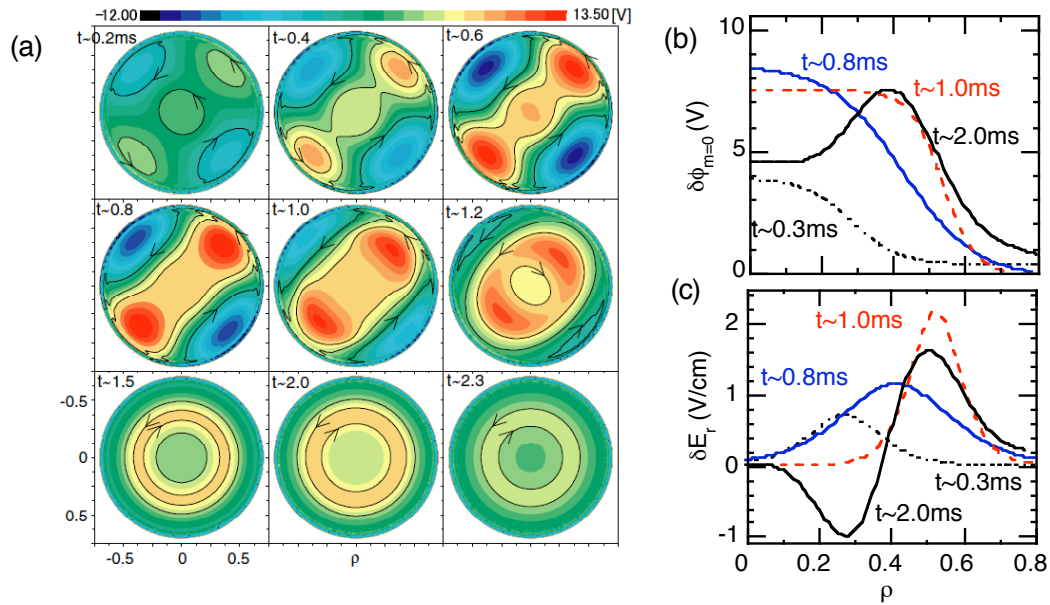 −12.00 13.50 [V]
(a)
t~0.2ms t~0.4 t~0.6
t~0.8 t~1.0 t~1.2
t~1.5 t~2.0 t~2.3
-0.5
0
0.5
-0.5 0 0.5 ρ
(b)
10
5
0
δϕm=0 (V)
t~0.8ms
t~1.0ms
t~2.0ms
t~0.3ms
(c)
2
1
0
-1
δEr (V/cm)
t~1.0ms
t~0.8ms
t~0.3ms
t~2.0ms
0 0.2 0.4 0.6 0.8
ρ